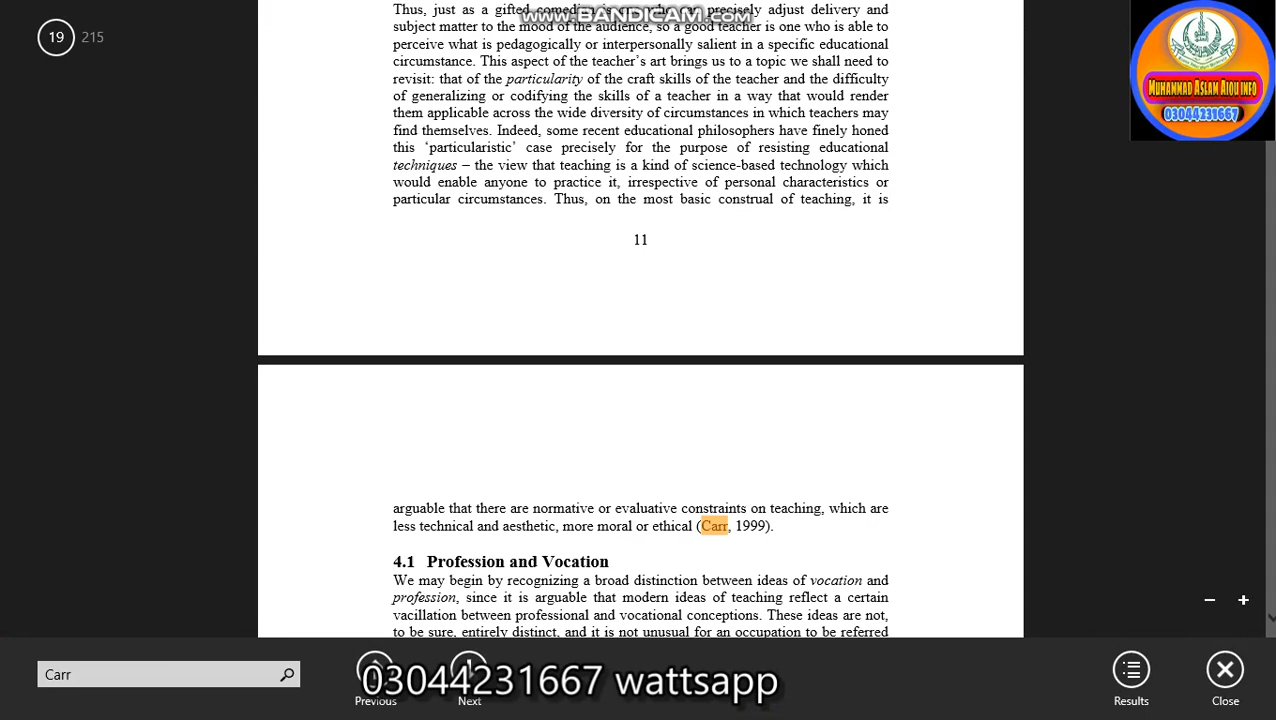 www.BANDICAM.com
19 215
Thus, just as a gifted comedian is one who can precisely adjust delivery and
subject matter to the mood of the audience, so a good teacher is one who is able to
perceive what is pedagogically or interpersonally salient in a specific educational
circumstance. This aspect of the teacher’s art brings us to a topic we shall need to
revisit: that of the particularity of the craft skills of the teacher and the difficulty
of generalizing or codifying the skills of a teacher in a way that would render
them applicable across the wide diversity of circumstances in which teachers may
find themselves. Indeed, some recent educational philosophers have finely honed
this ‘particularistic’ case precisely for the purpose of resisting educational
techniques – the view that teaching is a kind of science-based technology which
would enable anyone to practice it, irrespective of personal characteristics or
particular circumstances. Thus, on the most basic construal of teaching, it is
11
MUHAMMAD ASLAM AIOU INFO
03044231667
arguable that there are normative or evaluative constraints on teaching, which are
less technical and aesthetic, more moral or ethical (Carr, 1999).
4.1 Profession and Vocation
We may begin by recognizing a broad distinction between ideas of vocation and
profession, since it is arguable that modern ideas of teaching reflect a certain
vacillation between professional and vocational conceptions. These ideas are not,
to be sure, entirely distinct, and it is not unusual for an occupation to be referred
Carr
03044231667 wattsapp
Previous
Next
Results
Close